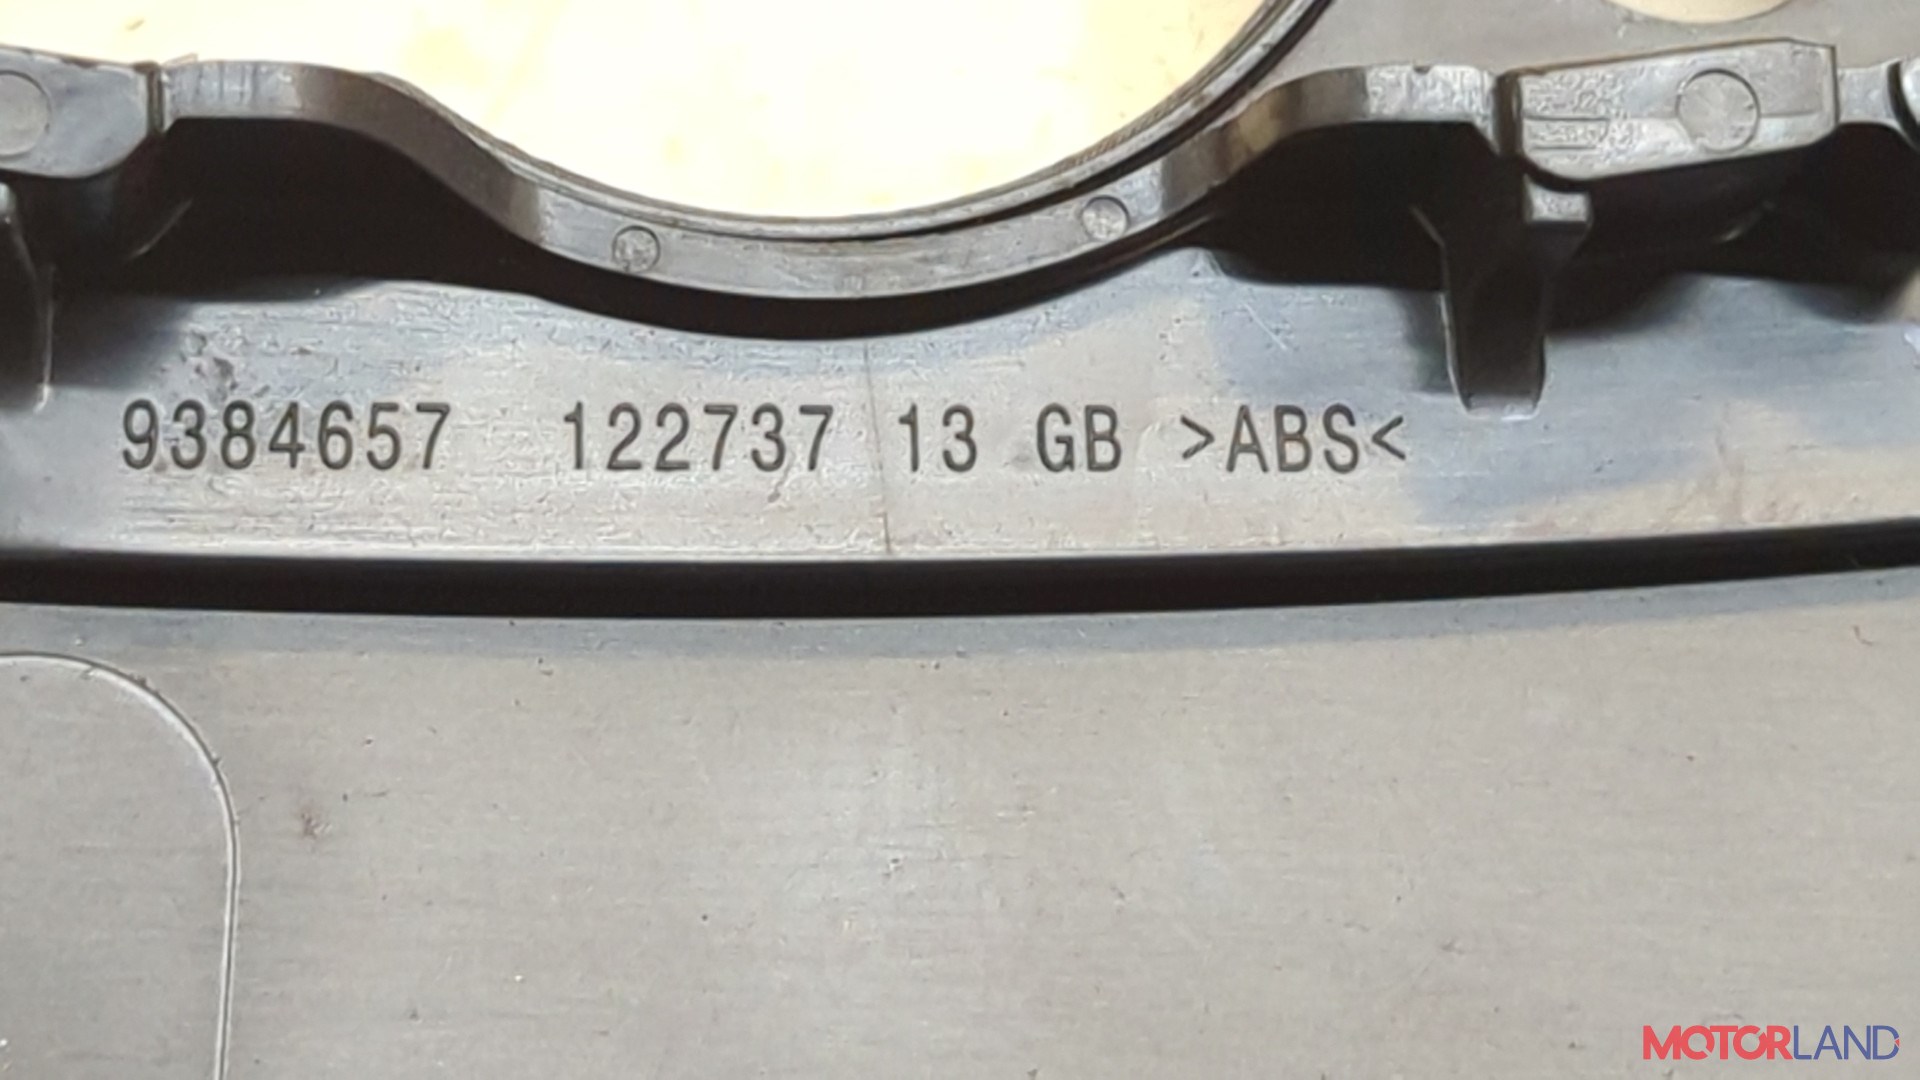 9384657 122737 13 GB >ABS<
MOTORLAND